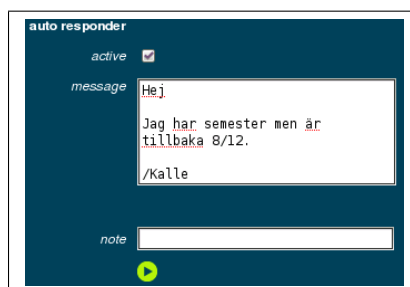 auto responder
active
message
Hej
Jag har semester men är
tillbaka 8/12.
/Kalle
note